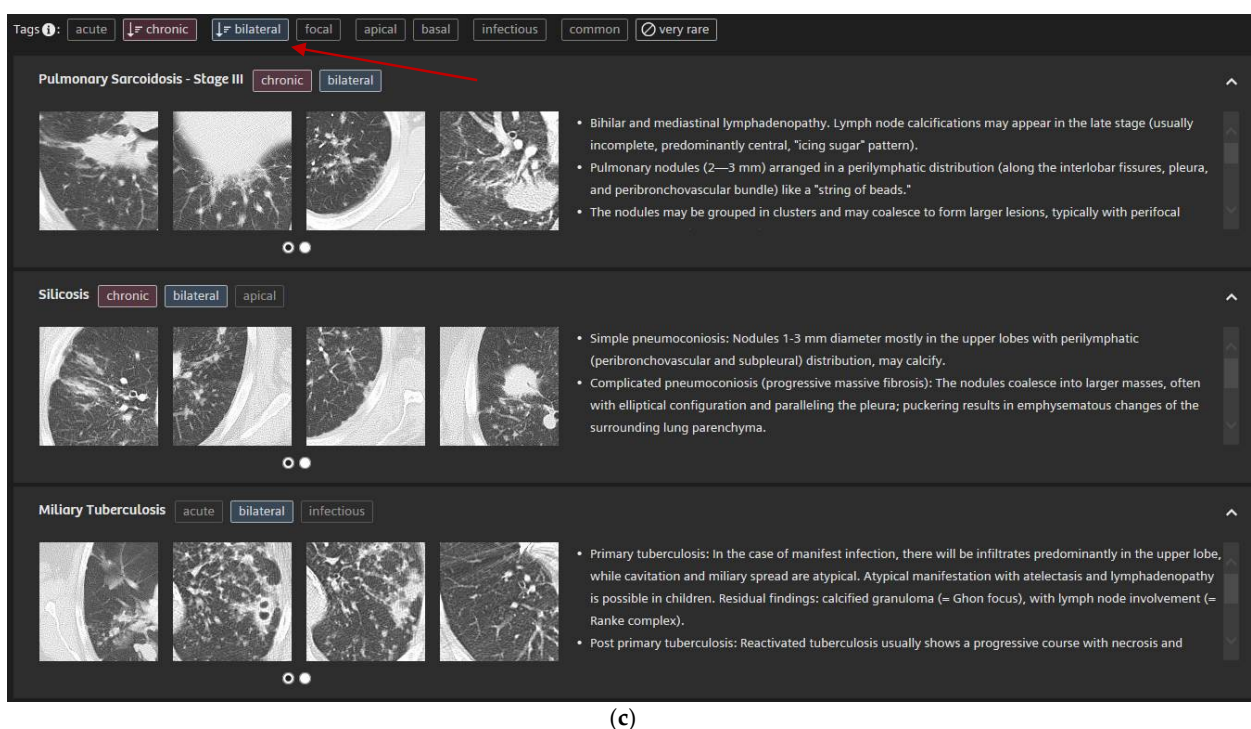 Tags i: acute chronic bilateral focal apical basal infectious common very rare
Pulmonary Sarcoidosis - Stage III chronic bilateral
• Bihilar and mediastinal lymphadenopathy. Lymph node calcifications may appear in the late stage (usually
incomplete, predominantly central, "icing sugar" pattern).
• Pulmonary nodules (2—3 mm) arranged in a perilymphatic distribution (along the interlobar fissures, pleura,
and peribronchovascular bundle) like a "string of beads."
• The nodules may be grouped in clusters and may coalesce to form larger lesions, typically with perifocal
Silicosis chronic bilateral apical
• Simple pneumoconiosis: Nodules 1-3 mm diameter mostly in the upper lobes with perilymphatic
(peribronchovascular and subpleural) distribution, may calcify.
• Complicated pneumoconiosis (progressive massive fibrosis): The nodules coalesce into larger masses, often
with elliptical configuration and paralleling the pleura; puckering results in emphysematous changes of the
surrounding lung parenchyma.
Miliary Tuberculosis acute bilateral infectious
• Primary tuberculosis: In the case of manifest infection, there will be infiltrates predominantly in the upper lobe,
while cavitation and miliary spread are atypical. Atypical manifestation with atelectasis and lymphadenopathy
is possible in children. Residual findings: calcified granuloma (= Ghon focus), with lymph node involvement (=
Ranke complex).
• Post primary tuberculosis: Reactivated tuberculosis usually shows a progressive course with necrosis and
(c)